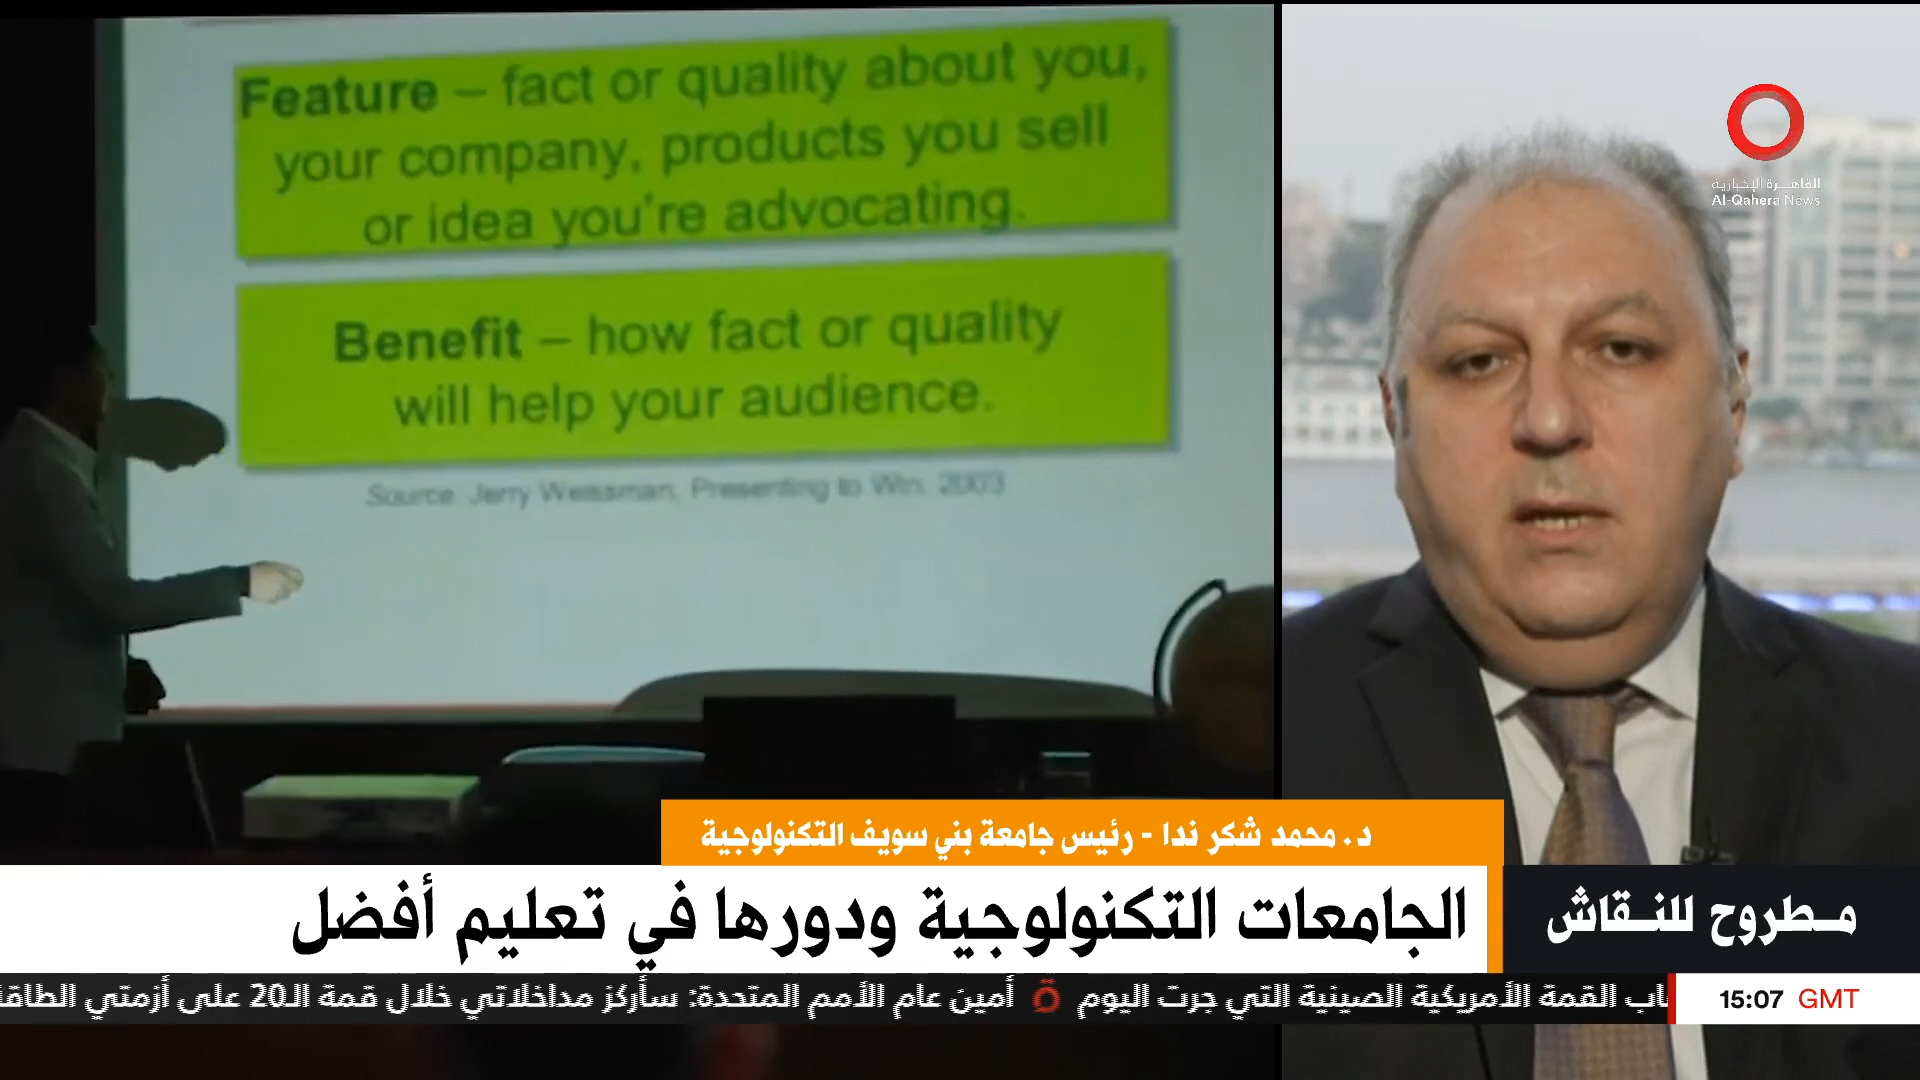 Feature – fact or quality about you,
your company, products you sell
or idea you're advocating.
Benefit – how fact or quality
will help your audience.
Source: Jerry Weissman, Presenting to Win, 2003
القاهرة الإخبارية
Al-Qahera News
د. محمد شكر ندا - رئيس جامعة بني سويف التكنولوجية
الجامعات التكنولوجية ودورها في تعليم أفضل
مطروح للنقاش
القمة الأمريكية الصينية التي جرت اليوم أمين عام الأمم المتحدة: سأركز مداخلاتي خلال قمة الـ20 على أزمتي
15:07 GMT